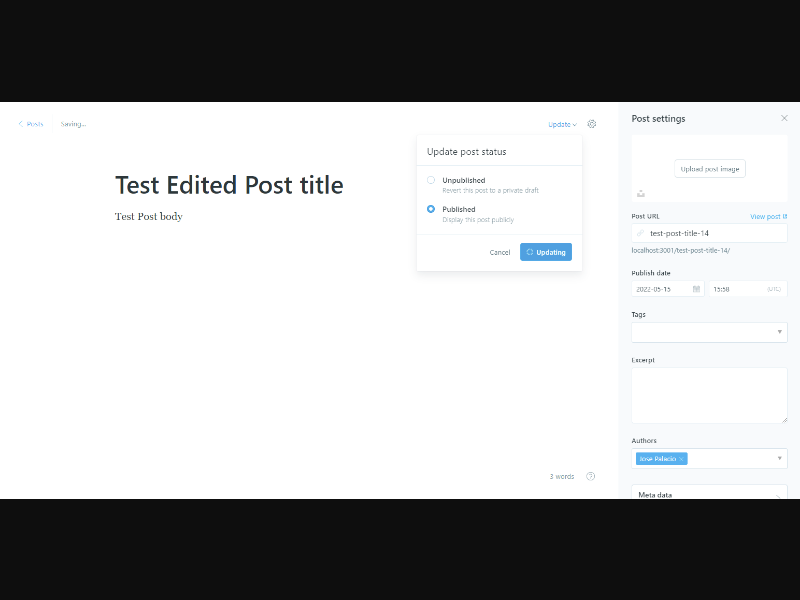 Posts
Saving...
Update
Update post status
Unpublished
Revert this post to a private draft
Published
Display this post publicly
Cancel
Updating
Test Edited Post title
Test Post body
3 words
?
Post settings
Upload post image
Post URL
View post
test-post-title-14
localhost:3001/test-post-title-14/
Publish date
2022-05-15
15:58
(UTC)
Tags
Excerpt
Authors
Jose Palacio ×
Meta data